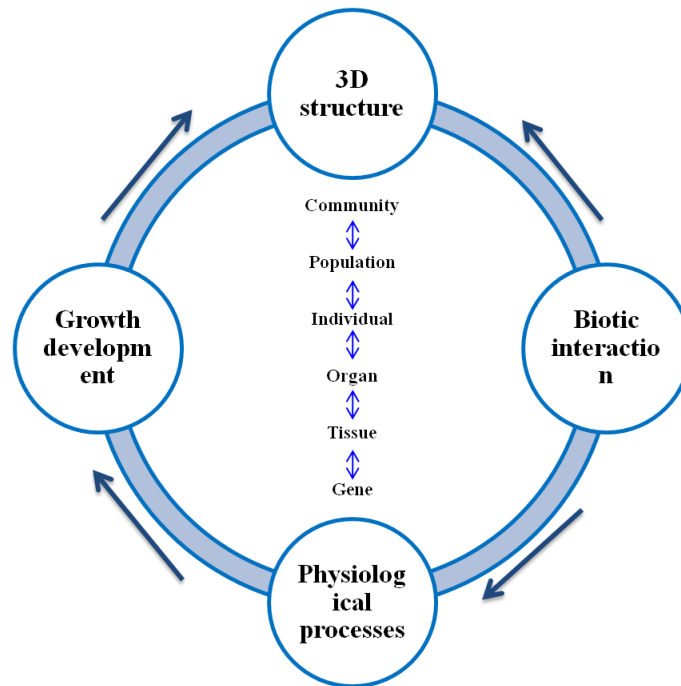 3D
structure
Community
Population
Growth
developm
ent
Individual
Biotic
interactio
n
Organ
Tissue
Gene
Physiolog
ical
processes